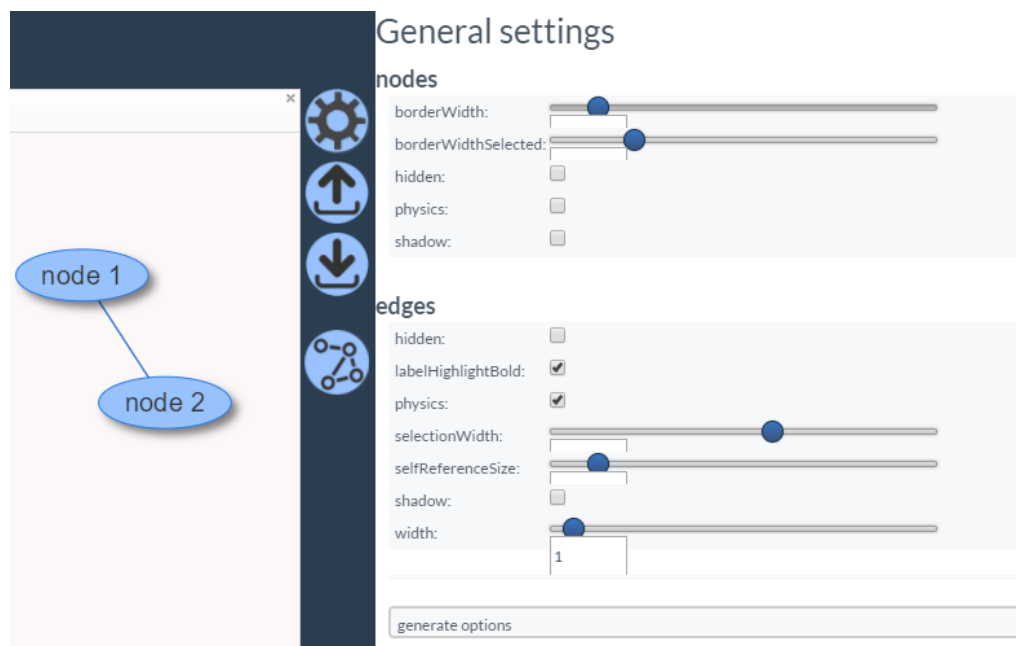 General settings
nodes
borderWidth:
borderWidthSelected:
hidden:
physics:
shadow:
node 1
node 2
edges
hidden:
labelHighlightBold:
physics:
selectionWidth:
selfReferenceSize:
shadow:
width:
1
generate options